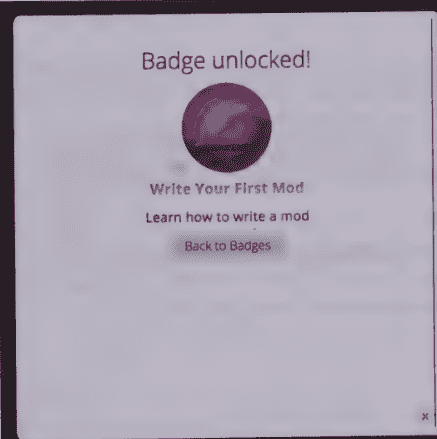 Badge unlocked!
Write Your First Mod
Learn how to write a mod
Back to Badges
x